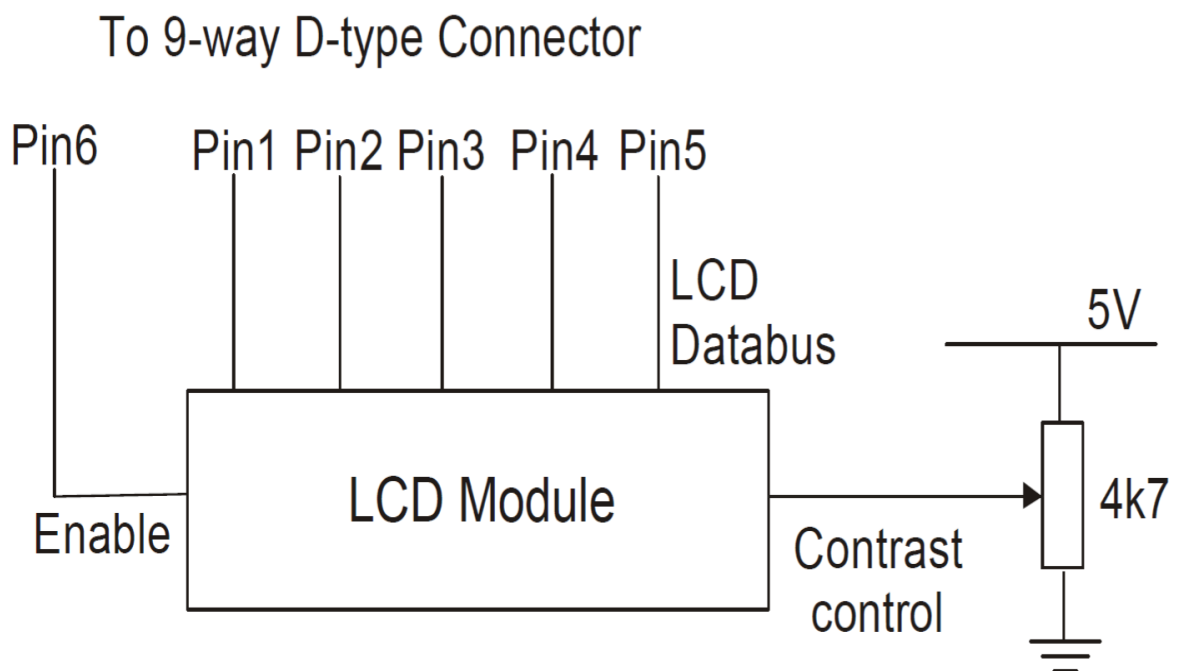 To 9-way D-type Connector
Pin6 Pin1 Pin2 Pin3 Pin4 Pin5
LCD
Databus
5V
LCD Module
4k7
Enable
Contrast
control